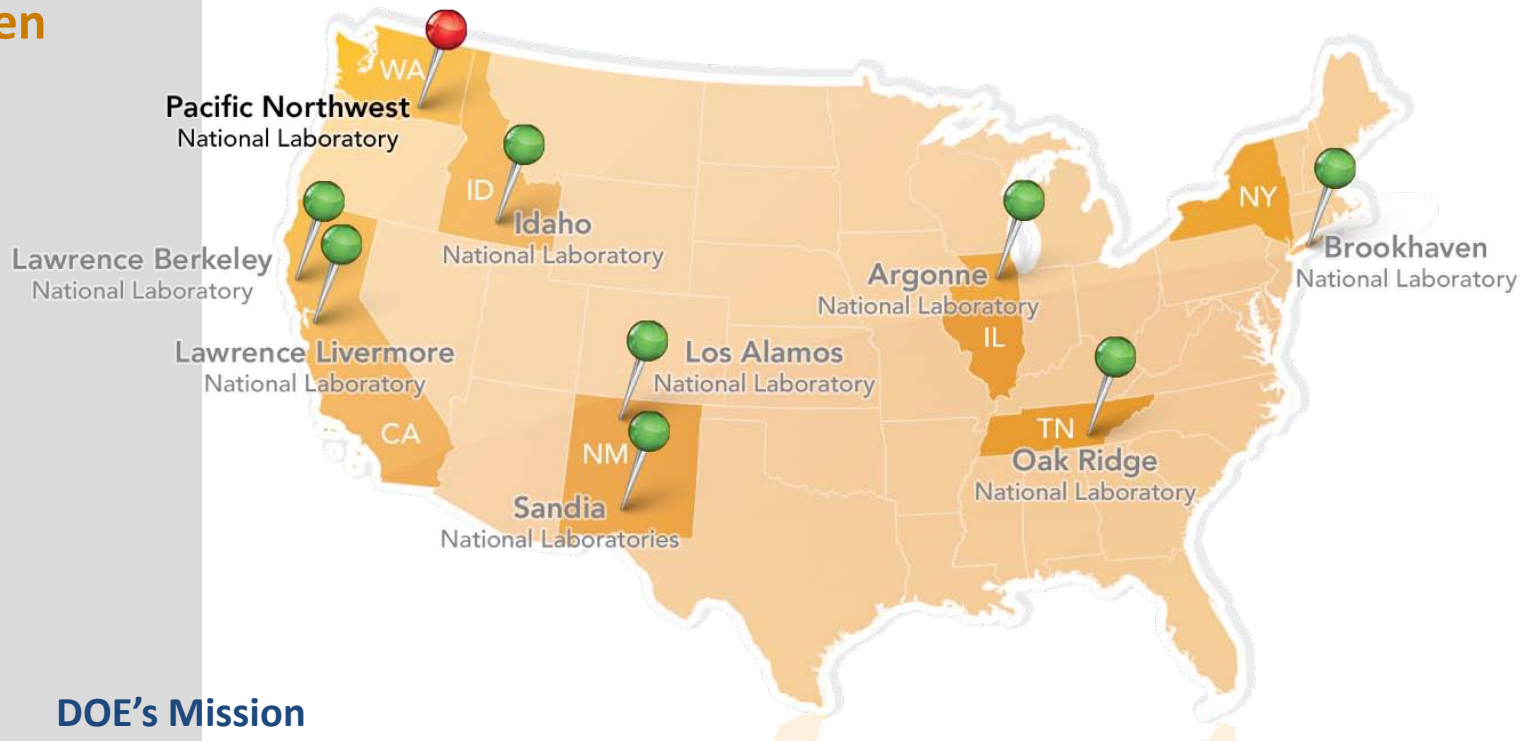 en
WA
Pacific Northwest
National Laboratory
ID
Idaho
National Laboratory
NY
Brookhaven
National Laboratory
Lawrence Berkeley
National Laboratory
Argonne
National Laboratory
IL
Lawrence Livermore
National Laboratory
Los Alamos
National Laboratory
CA
NM
TN
Oak Ridge
National Laboratory
Sandia
National Laboratories
DOE’s Mission